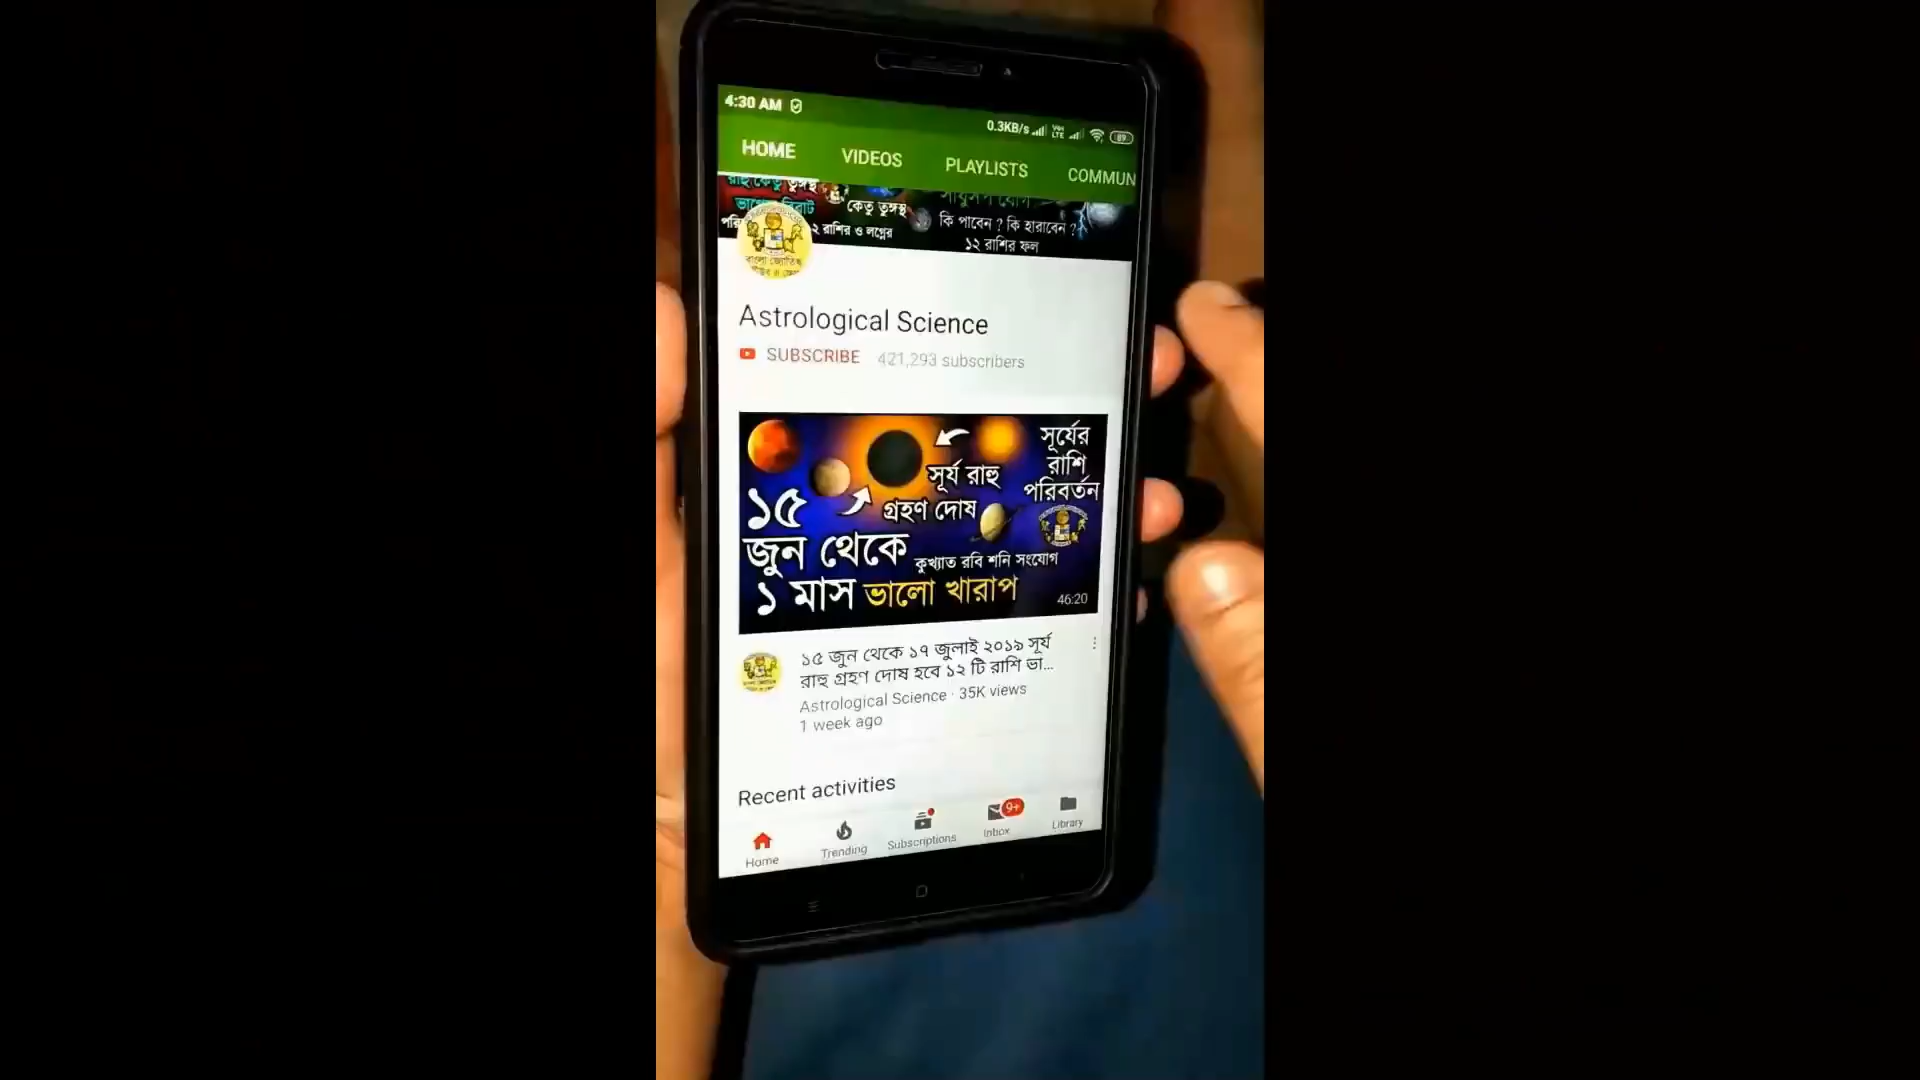 4:30 AM
0.3KB/s
89
HOME VIDEOS PLAYLISTS COMMUN
রাহু কেতু তুঙ্গস্থ
কেতু তুঙ্গস্থ
২ রাশির ও লগ্নের
কি পাবেন ? কি হারাবেন ?
১২ রাশির ফল
বাংলা জ্যোতিষ
Astrological Science
SUBSCRIBE 421,293 subscribers
সূর্যের
রাশি
পরিবর্তন
সূর্য রাহু
গ্রহণ দোষ
১৫
জুন থেকে
কুখ্যাত রবি শনি সংযোগ
১ মাস ভালো খারাপ
46:20
১৫ জুন থেকে ১৭ জুলাই ২০১৯ সূর্য
রাহু গ্রহণ দোষ হবে ১২ টি রাশি ভা...
Astrological Science · 35K views
1 week ago
Recent activities
9+
Home Trending Subscriptions Inbox Library